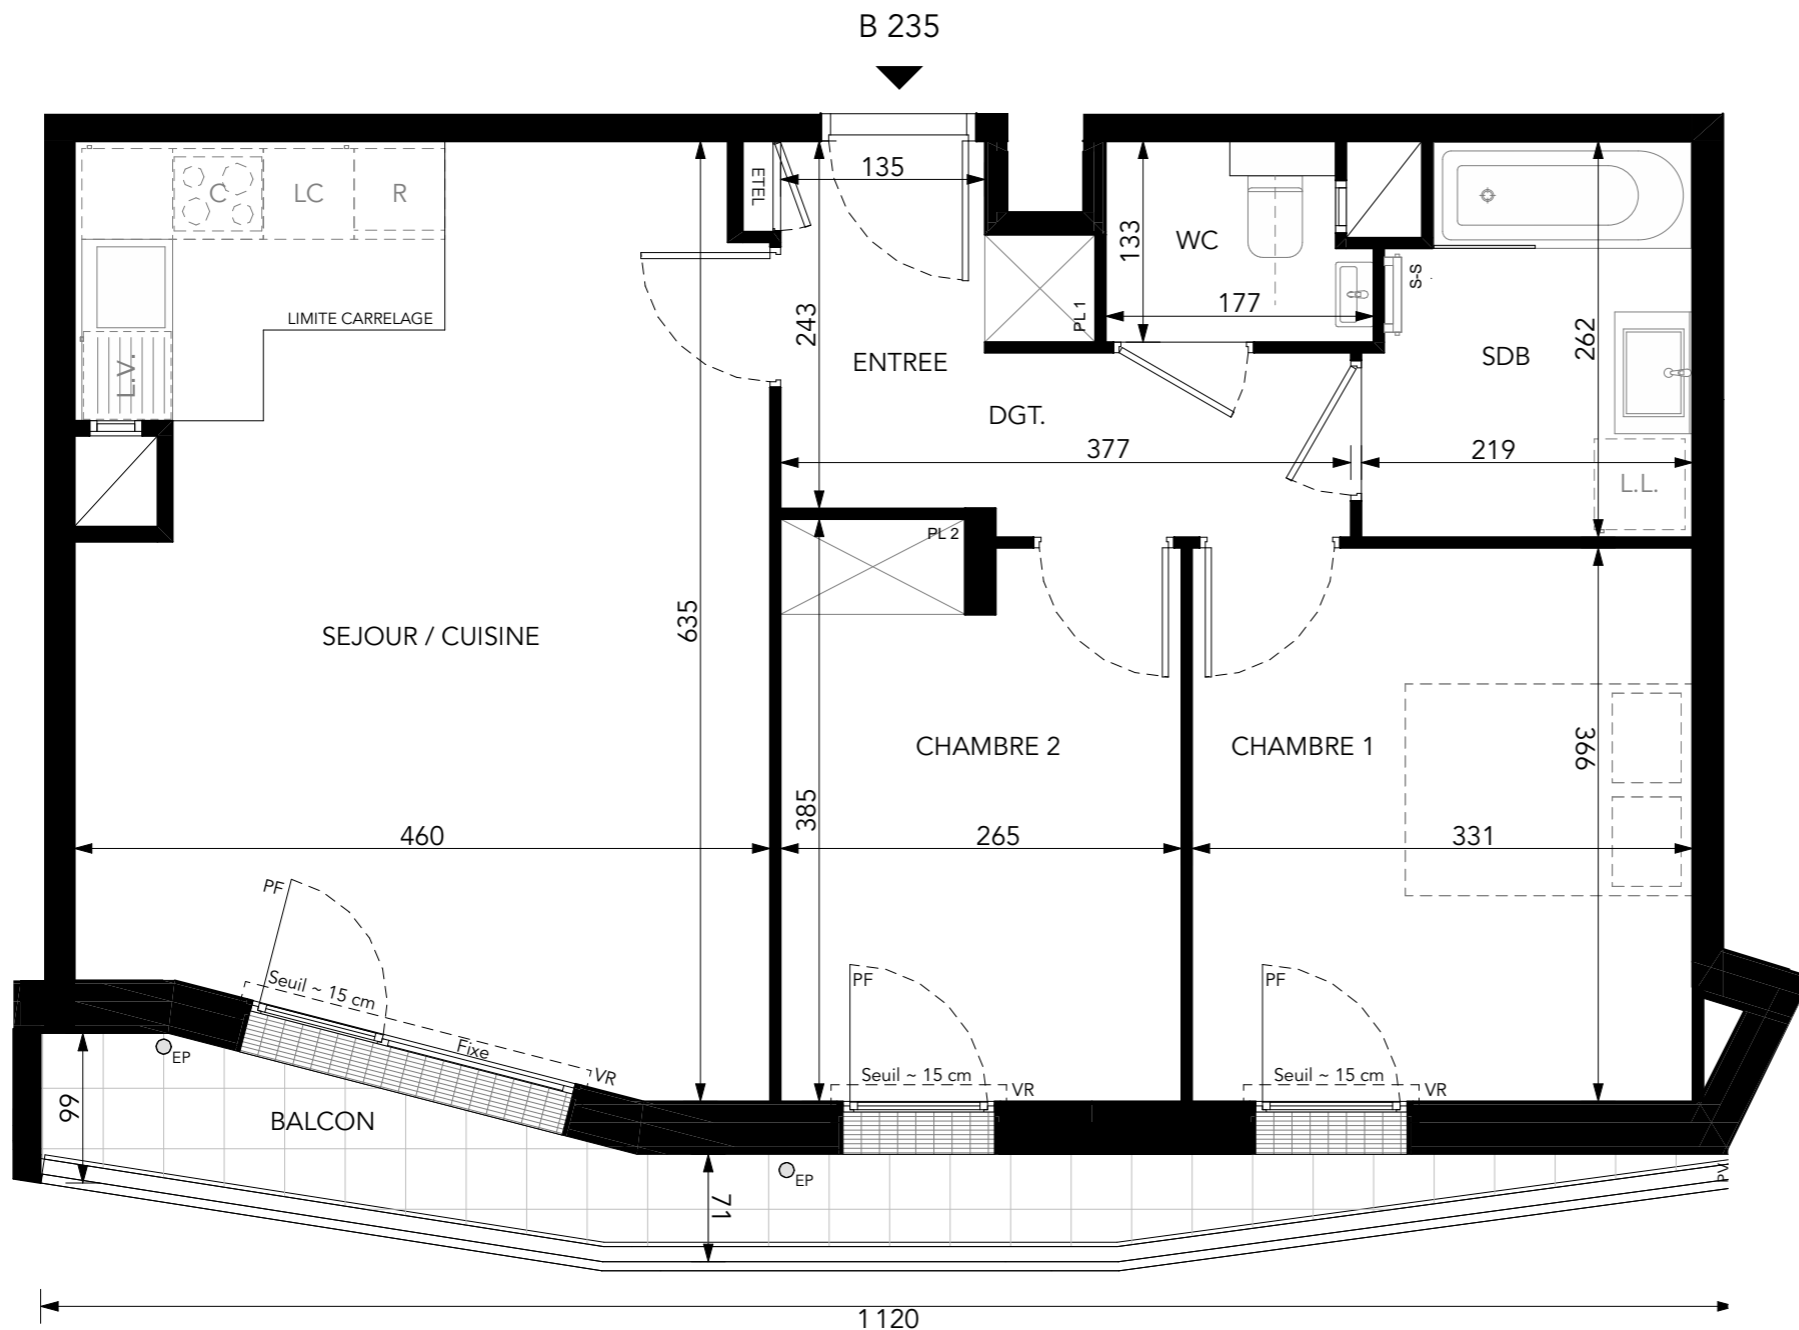 B 235
135
ETEL
C
LC
R
133
WC
177
S-S
PL 1
LIMITE CARRELAGE
243
ENTREE
262
SDB
L.V.
DGT.
377
219
L.L.
PL 2
635
SEJOUR / CUISINE
CHAMBRE 2
CHAMBRE 1
366
385
460
265
331
PF
PF
PF
Seuil ~ 15 cm
Fixe
VR
Seuil ~ 15 cm
VR
Seuil ~ 15 cm
VR
EP
99
BALCON
EP
71
PV
1 120